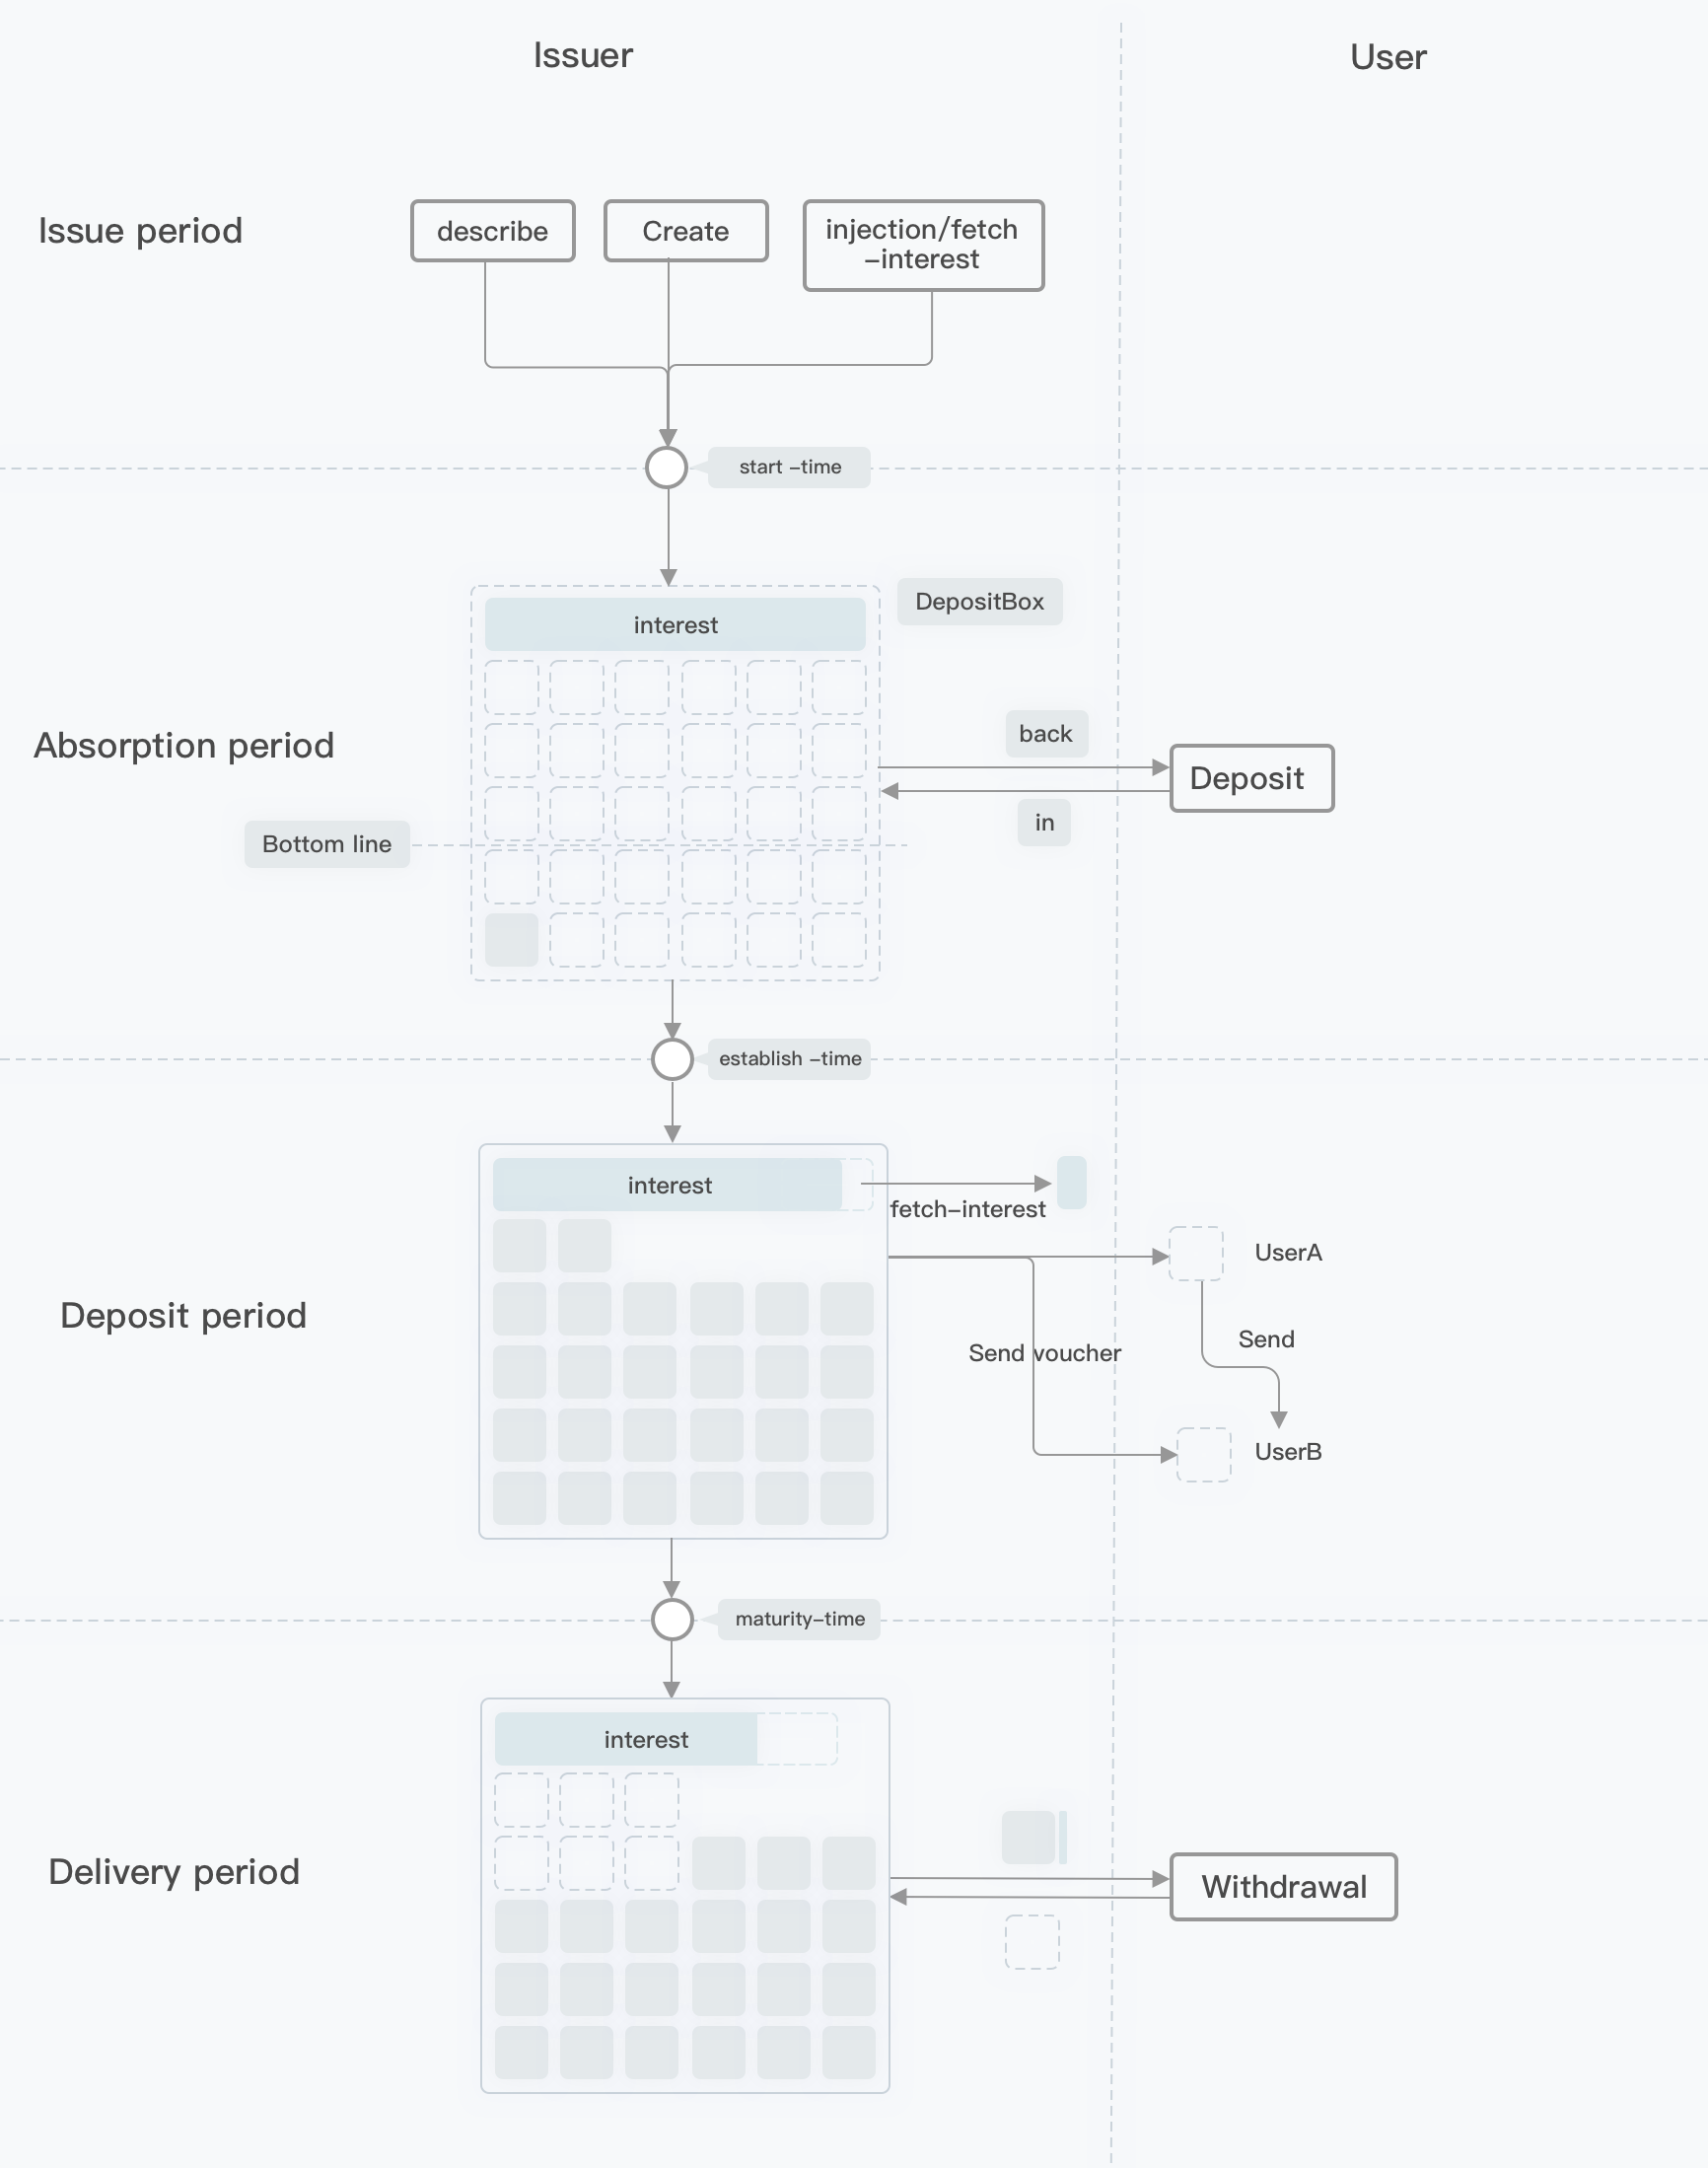 Issuer
User
Issue period
describe
Create
injection/fetch
-interest
start -time
DepositBox
interest
Absorption period
back
Deposit
in
Bottom line
establish -time
interest
fetch-interest
UserA
Deposit period
Send
Send voucher
UserB
maturity-time
interest
Delivery period
Withdrawal